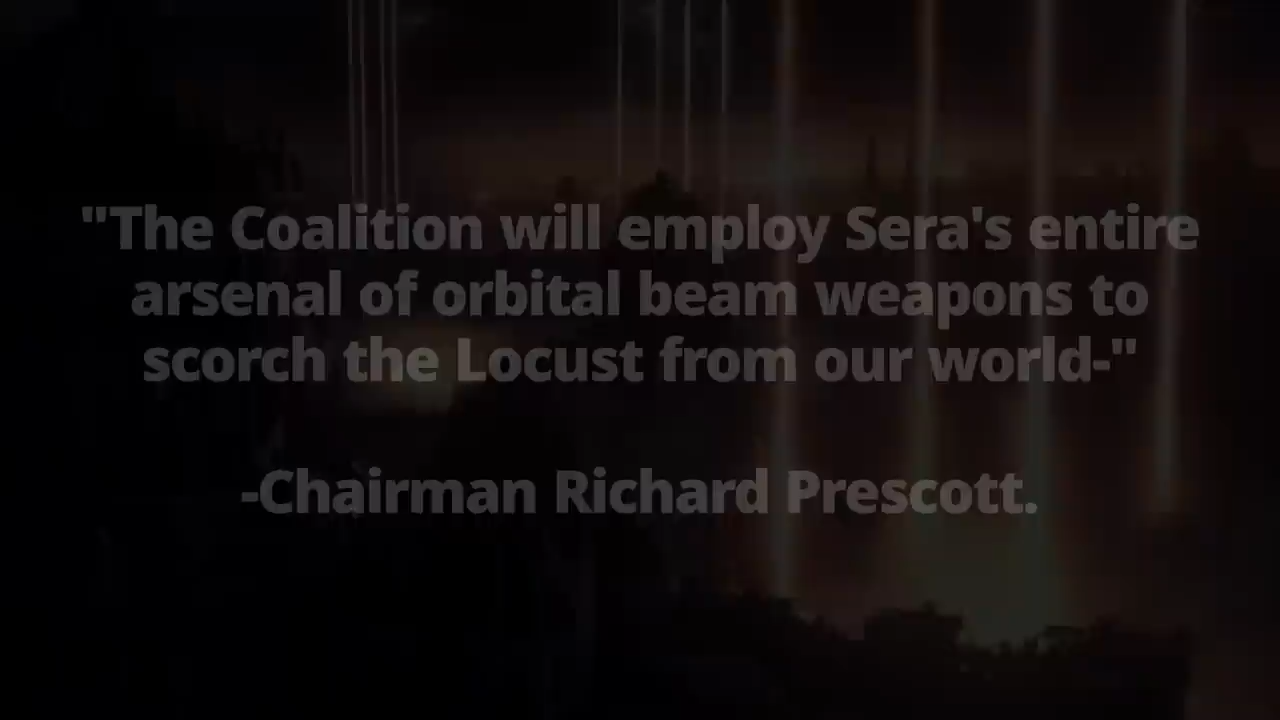 "The Coalition will employ Sera's entire
arsenal of orbital beam weapons to
scorch the Locust from our world-"
-Chairman Richard Prescott.